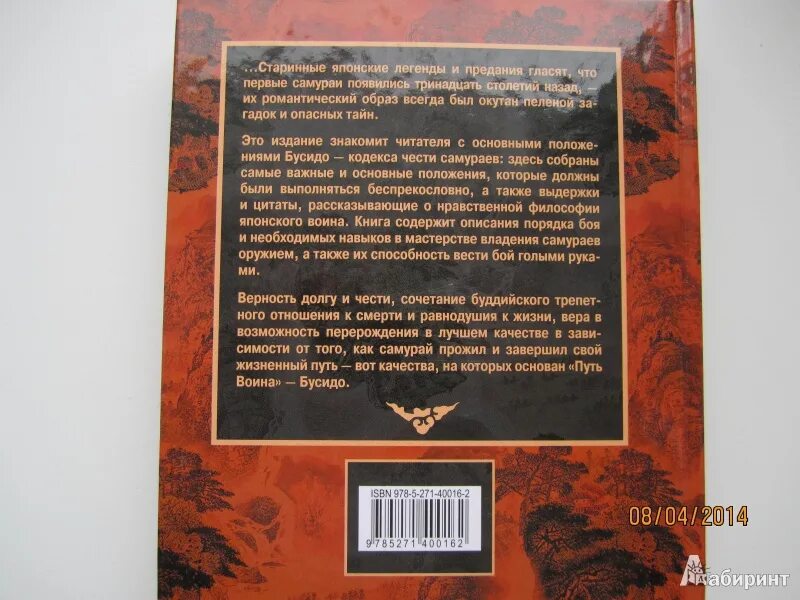 ...Старинные японские легенды и предания гласят, что
первые самураи появились тринадцать столетий назад, —
их романтический образ всегда был окутан пеленой за-
гадок и опасных тайн.
Это издание знакомит читателя с основными положе-
ниями Бусидо — кодекса чести самураев: здесь собраны
самые важные и основные положения, которые должны
были выполняться беспрекословно, а также выдержки
и цитаты, рассказывающие о нравственной философии
японского воина. Книга содержит описания порядка боя
и необходимых навыков в мастерстве владения самураев
оружием, а также их способность вести бой голыми рука-
ми.
Верность долгу и чести, сочетание буддийского трепет-
ного отношения к смерти и равнодушия к жизни, вера в
возможность перерождения в лучшем качестве в зави-
симости от того, как самурай прожил и завершил свой
жизненный путь — вот качества, на которых основан «Путь
Воина» — Бусидо.
ISBN 978-5-271-40016-2
9 785271 400162
08/04/2014
Лабиринт